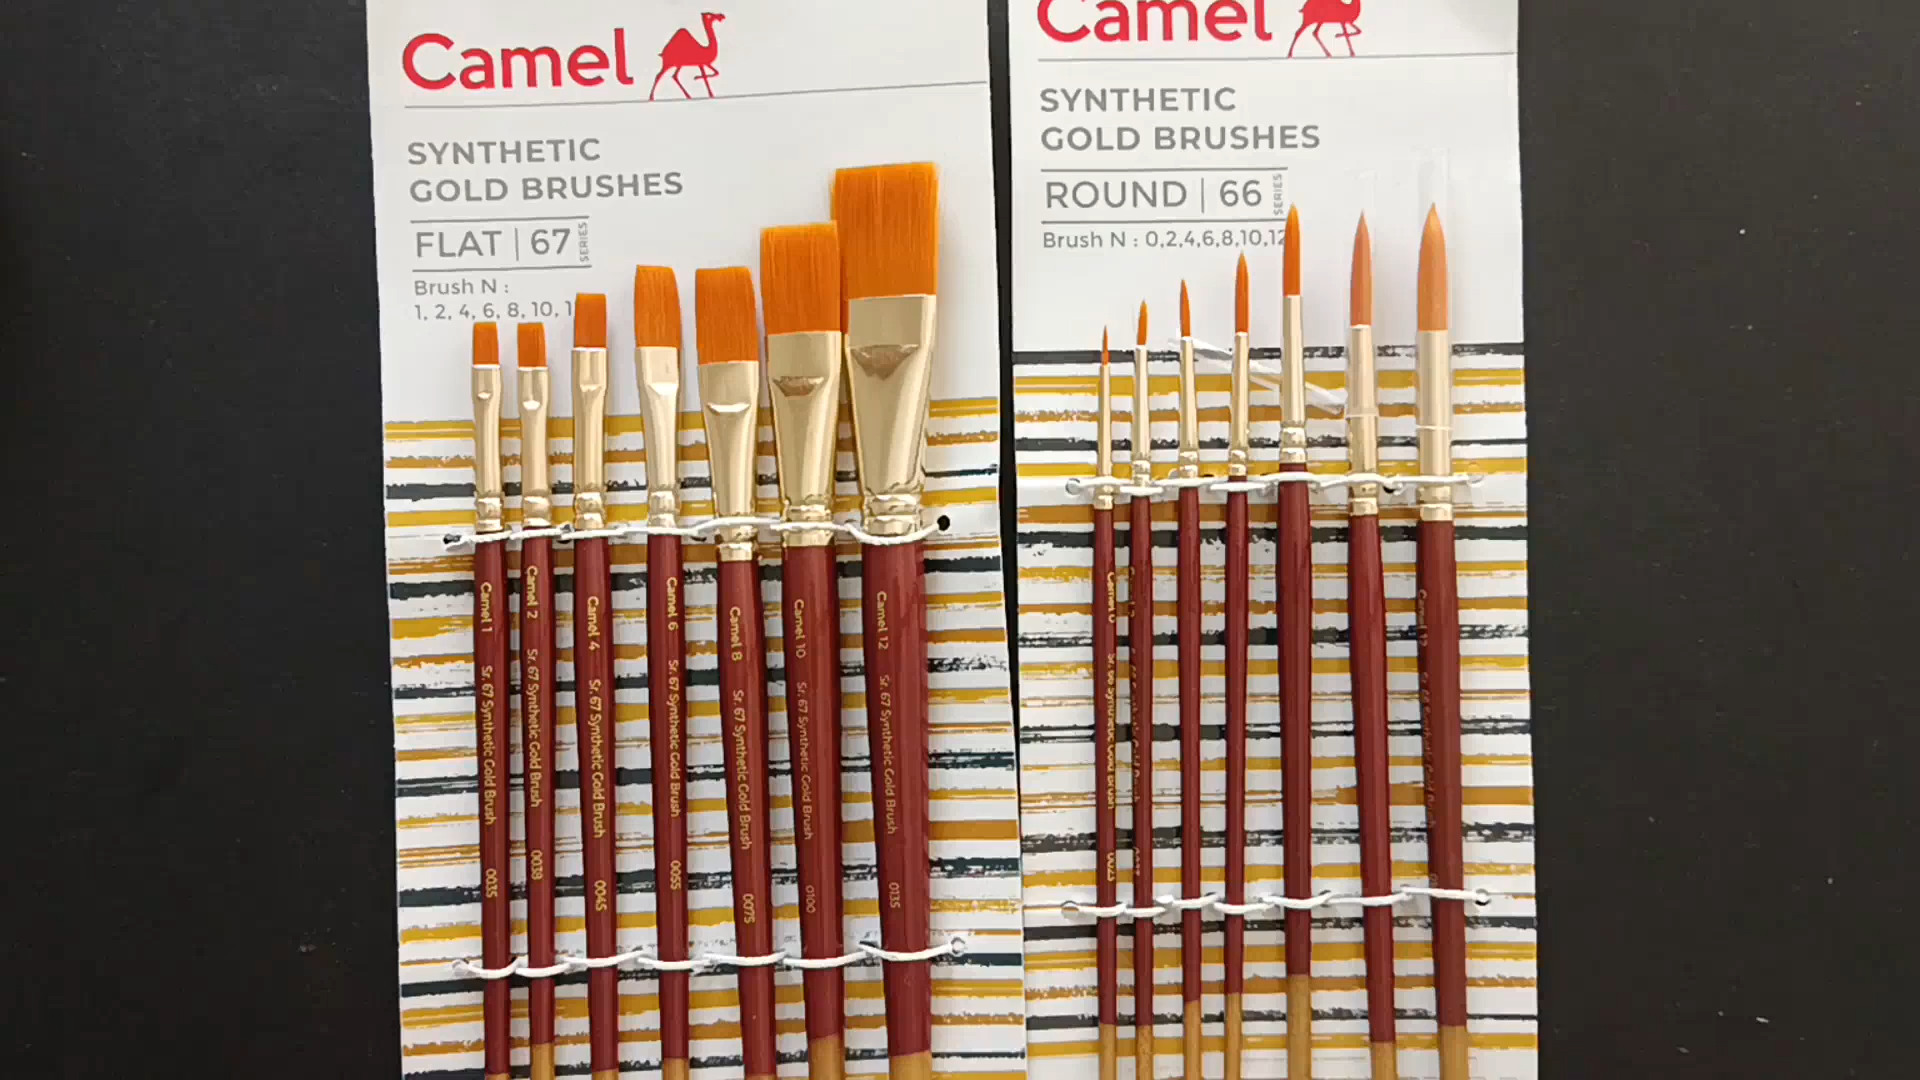 Camel
SYNTHETIC
GOLD BRUSHES
FLAT | 67 SERIES
Brush N :
1, 2, 4, 6, 8, 10, 1
Camel 1 Sr. 67 Synthetic Gold Brush 0035
Camel 2 Sr. 67 Synthetic Gold Brush 0038
Camel 4 Sr. 67 Synthetic Gold Brush 0045
Camel 6 Sr. 67 Synthetic Gold Brush 0055
Camel 8 Sr. 67 Synthetic Gold Brush 0075
Camel 10 Sr. 67 Synthetic Gold Brush 0100
Camel 12 Sr. 67 Synthetic Gold Brush 0135
Camel
SYNTHETIC
GOLD BRUSHES
ROUND | 66 SERIES
Brush N : 0,2,4,6,8,10,12